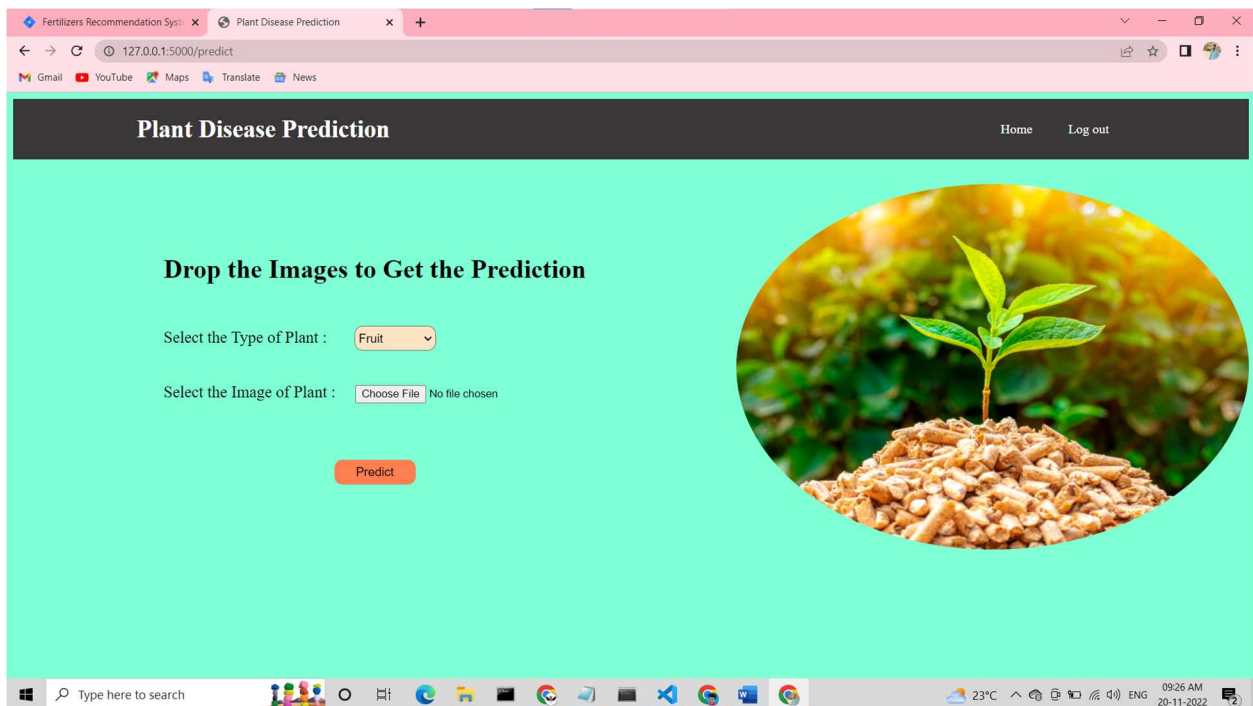 Fertilizers Recommendation Syst
Plant Disease Prediction
127.0.0.1:5000/predict
Gmail YouTube Maps Translate News
Plant Disease Prediction Home Log out
Drop the Images to Get the Prediction
Select the Type of Plant : Fruit
Select the Image of Plant : Choose File No file chosen
Predict
Type here to search 23°C ENG 09:26 AM
20-11-2022 2